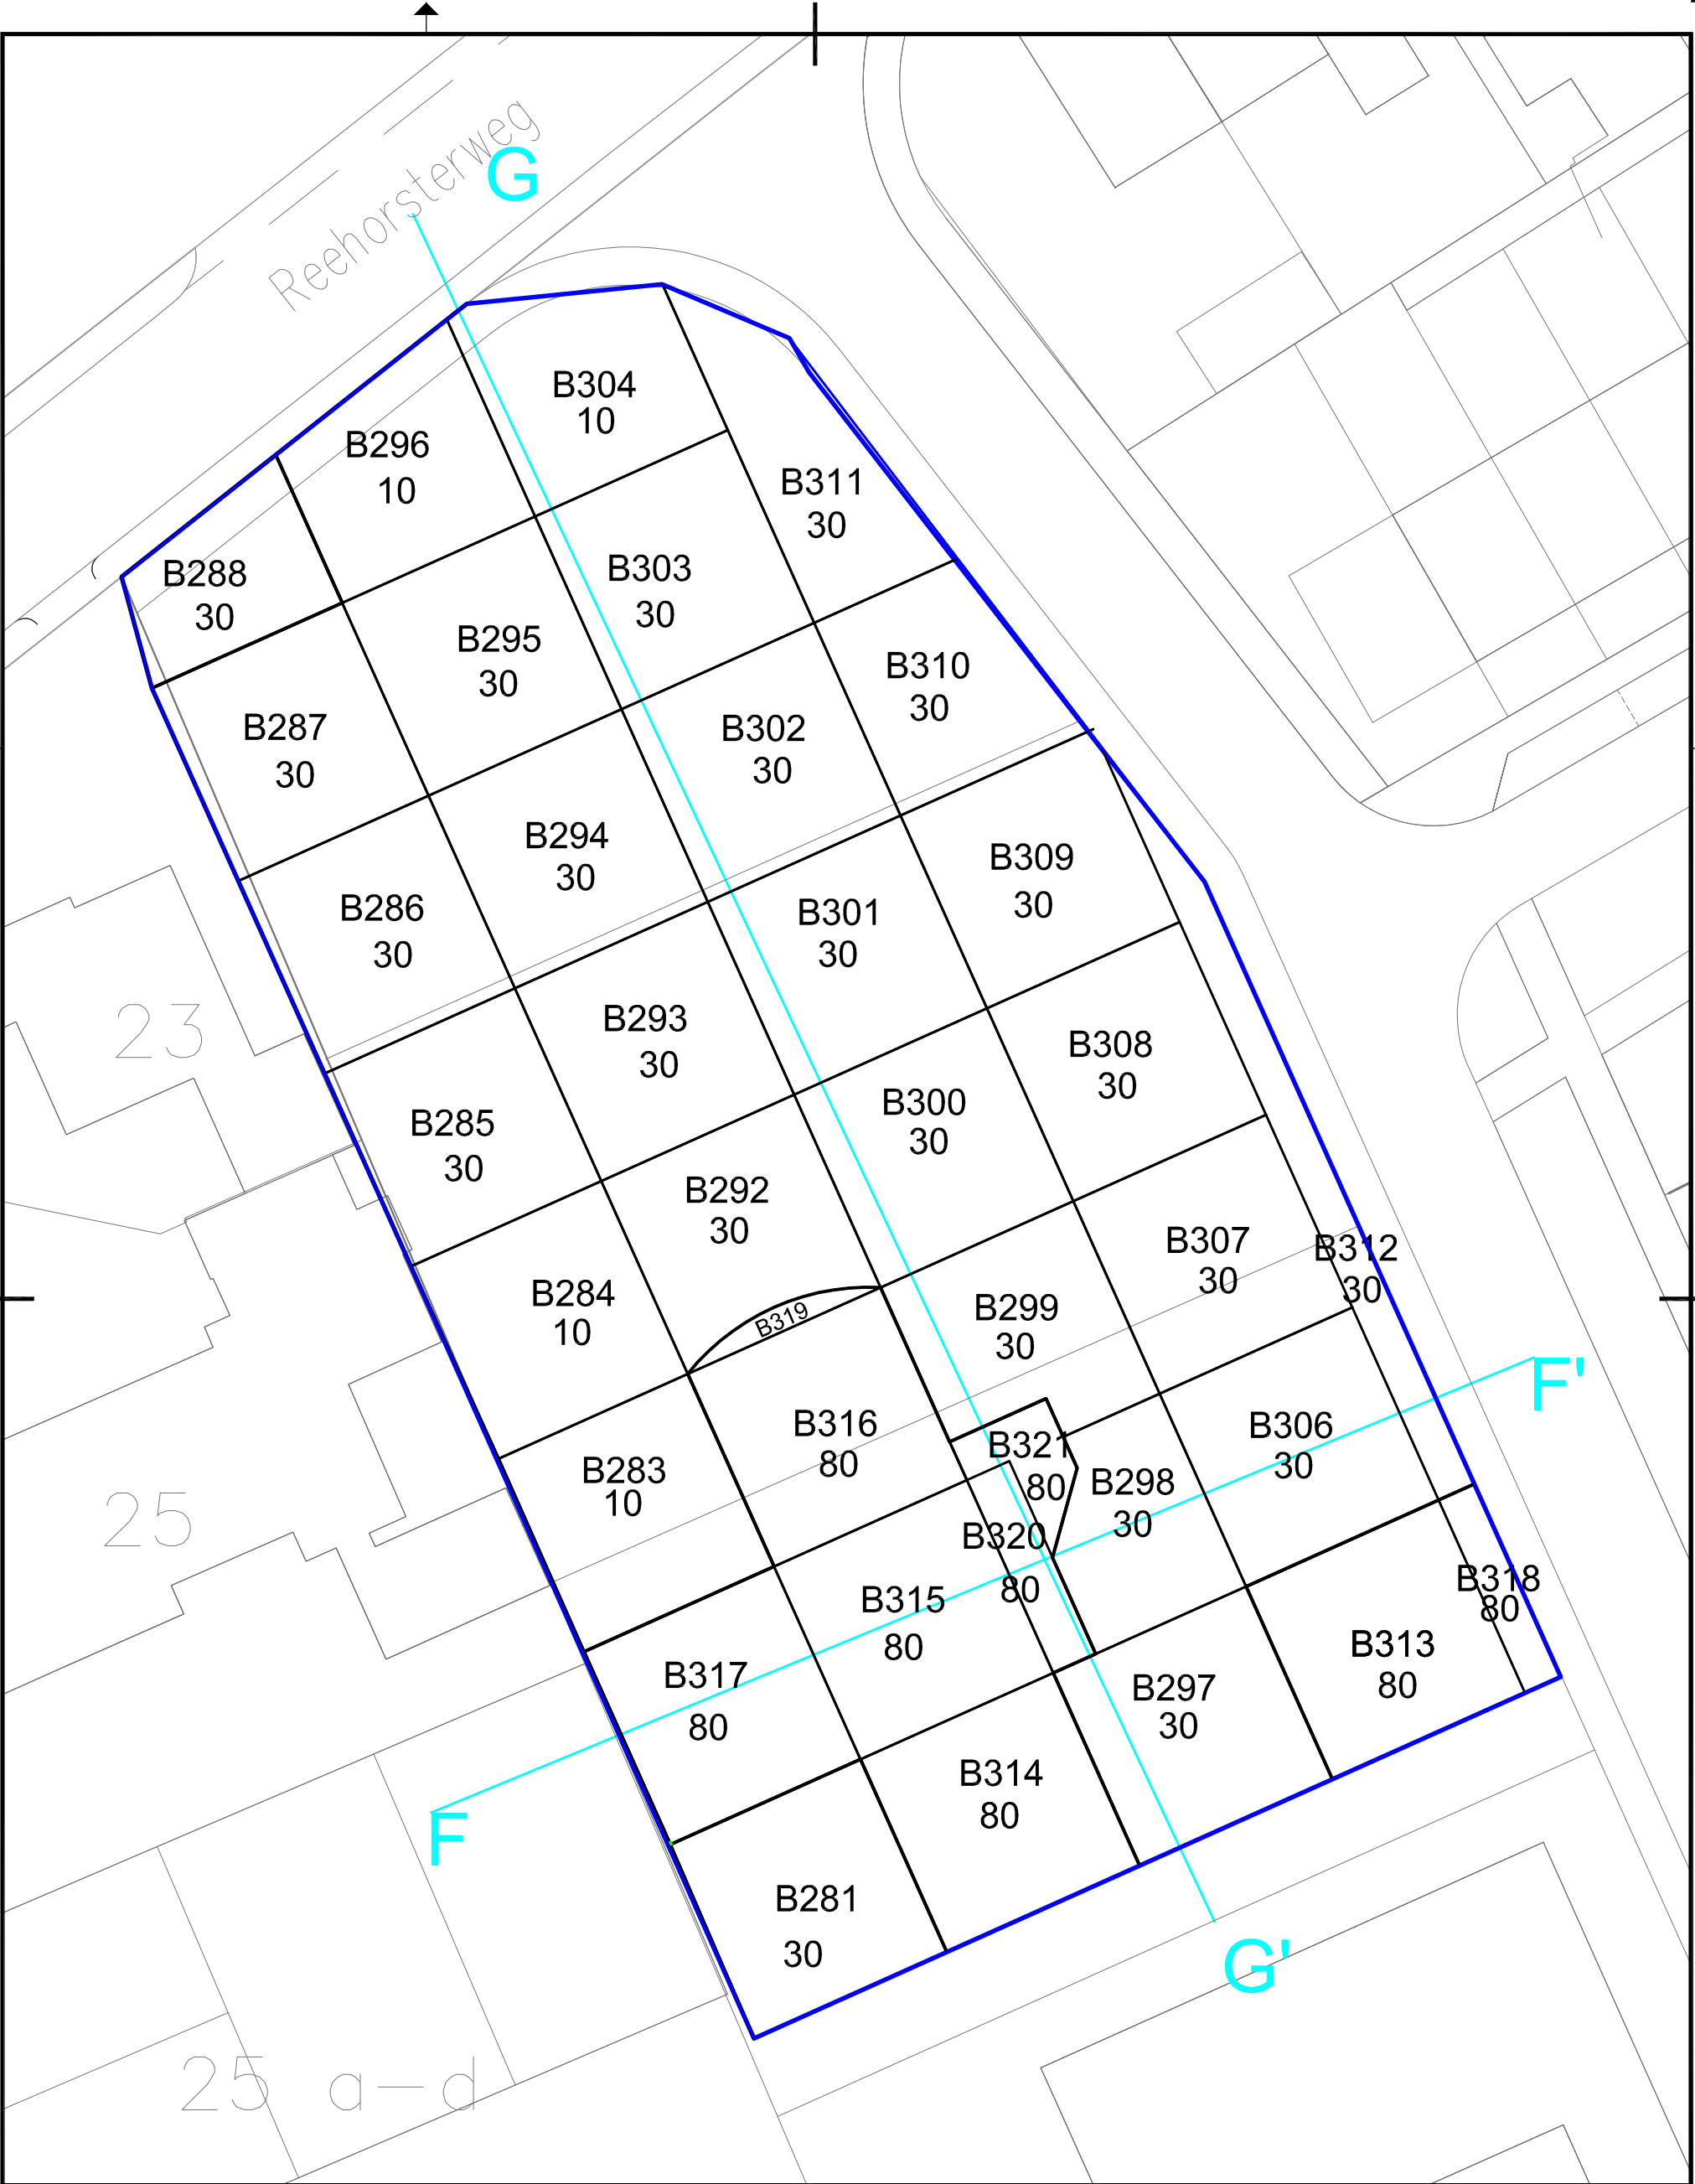 Reehorsterweg
G
B304
10
B296
10
B311
30
B288
30
B303
30
B295
30
B310
30
B287
30
B302
30
B294
30
B309
30
B286
30
B301
30
23
B293
30
B308
30
B285
30
B300
30
B292
30
B307
30
B312
30
B284
10
B319
B299
30
F'
B316
80
B306
30
B321
80
B283
10
B298
30
25
B320
80
B315
80
B318
80
B317
80
B313
80
B297
30
B314
80
F
B281
30
G'
25 a-d